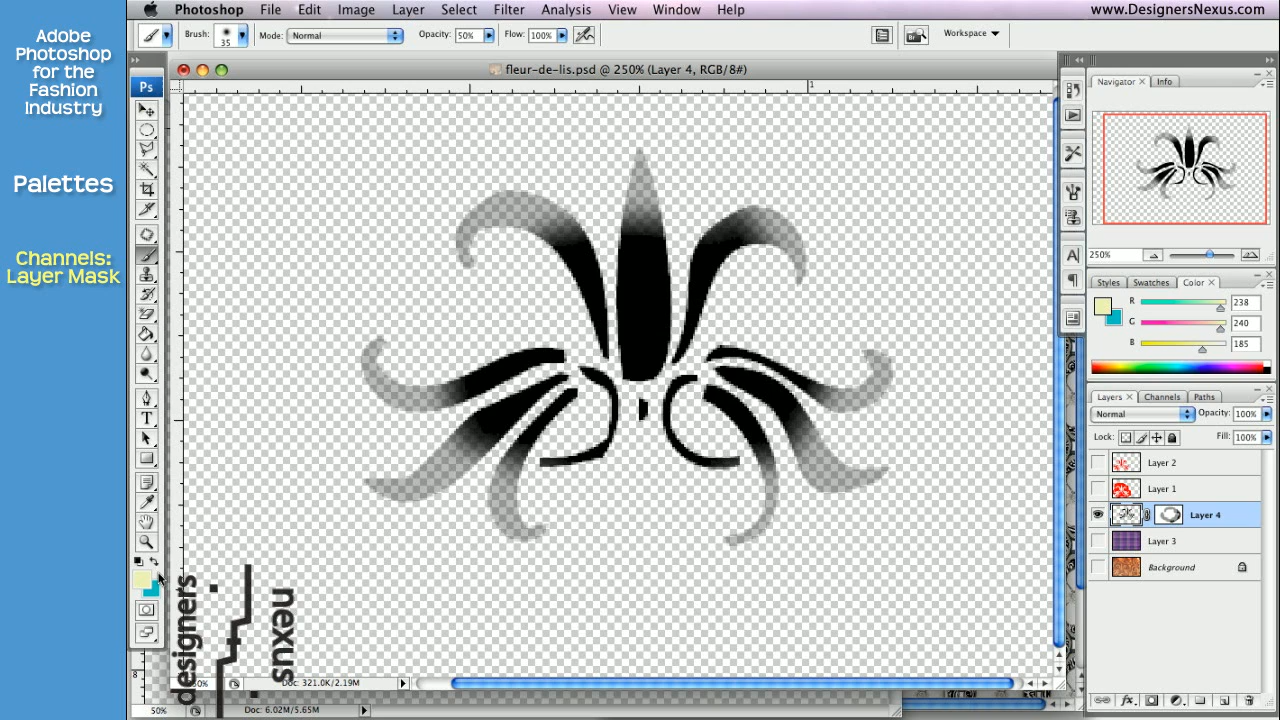 Adobe
Photoshop
for the
Fashion
Industry
Palettes
Channels:
Layer Mask
Photoshop File Edit Image Layer Select Filter Analysis View Window Help
www.DesignersNexus.com
Brush: 35 Mode: Normal Opacity: 50% Flow: 100% Workspace
fleur-de-lis.psd @ 250% (Layer 4, RGB/8#)
Ps
1
Navigator Info
250%
Styles Swatches Color
R 238
G 240
B 185
Layers Channels Paths
Normal Opacity: 100%
Lock: Fill: 100%
Layer 2
Layer 1
Layer 4
Layer 3
Background
T
A
designers
nexus
Doc: 321.0K/2.19M
8
50% Doc: 6.02M/5.65M